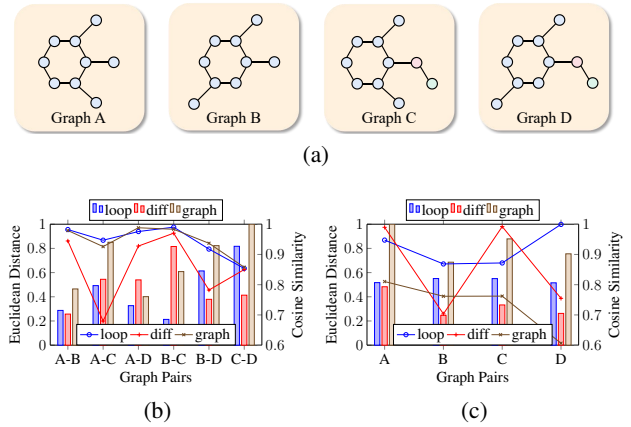 Graph A Graph B Graph C Graph D
(a)
loop diff graph
Euclidean Distance
1
0.8
0.6
0.4
0.2
0
1
0.9
0.8
0.7
0.6
Cosine Similarity
loop diff graph
A-B A-C A-D B-C B-D C-D
Graph Pairs
(b)
loop diff graph
Euclidean Distance
1
0.8
0.6
0.4
0.2
0
1
0.9
0.8
0.7
0.6
Cosine Similarity
loop diff graph
A B C D
Graph Pairs
(c)